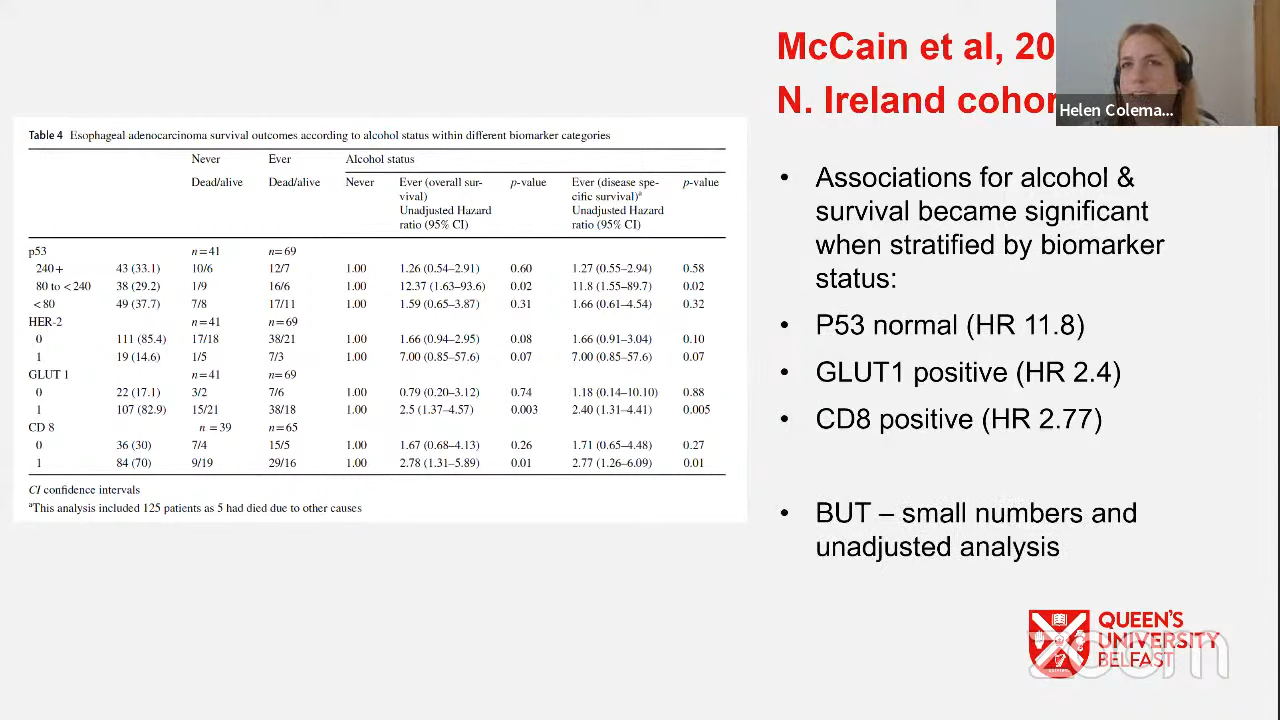 McCain et al, 20
N. Ireland cohor
Helen Colema...
Table 4 Esophageal adenocarcinoma survival outcomes according to alcohol status within different biomarker categories
Never Ever Alcohol status
Dead/alive Dead/alive Never Ever (overall sur- p-value Ever (disease spe- p-value
vival) cific survival)a
Unadjusted Hazard Unadjusted Hazard
ratio (95% CI) ratio (95% CI)
p53 n=41 n=69
240+ 43 (33.1) 10/6 12/7 1.00 1.26 (0.54–2.91) 0.60 1.27 (0.55–2.94) 0.58
80 to <240 38 (29.2) 1/9 16/6 1.00 12.37 (1.63–93.6) 0.02 11.8 (1.55–89.7) 0.02
<80 49 (37.7) 7/8 17/11 1.00 1.59 (0.65–3.87) 0.31 1.66 (0.61–4.54) 0.32
HER-2 n=41 n=69
0 111 (85.4) 17/18 38/21 1.00 1.66 (0.94–2.95) 0.08 1.66 (0.91–3.04) 0.10
1 19 (14.6) 1/5 7/3 1.00 7.00 (0.85–57.6) 0.07 7.00 (0.85–57.6) 0.07
GLUT 1 n=41 n=69
0 22 (17.1) 3/2 7/6 1.00 0.79 (0.20–3.12) 0.74 1.18 (0.14–10.10) 0.88
1 107 (82.9) 15/21 38/18 1.00 2.5 (1.37–4.57) 0.003 2.40 (1.31–4.41) 0.005
CD 8 n=39 n=65
0 36 (30) 7/4 15/5 1.00 1.67 (0.68–4.13) 0.26 1.71 (0.65–4.48) 0.27
1 84 (70) 9/19 29/16 1.00 2.78 (1.31–5.89) 0.01 2.77 (1.26–6.09) 0.01
CI confidence intervals
aThis analysis included 125 patients as 5 had died due to other causes
• Associations for alcohol &
survival became significant
when stratified by biomarker
status:
• P53 normal (HR 11.8)
• GLUT1 positive (HR 2.4)
• CD8 positive (HR 2.77)
• BUT – small numbers and
unadjusted analysis
QUEEN'S
UNIVERSITY
BELFAST
zoom